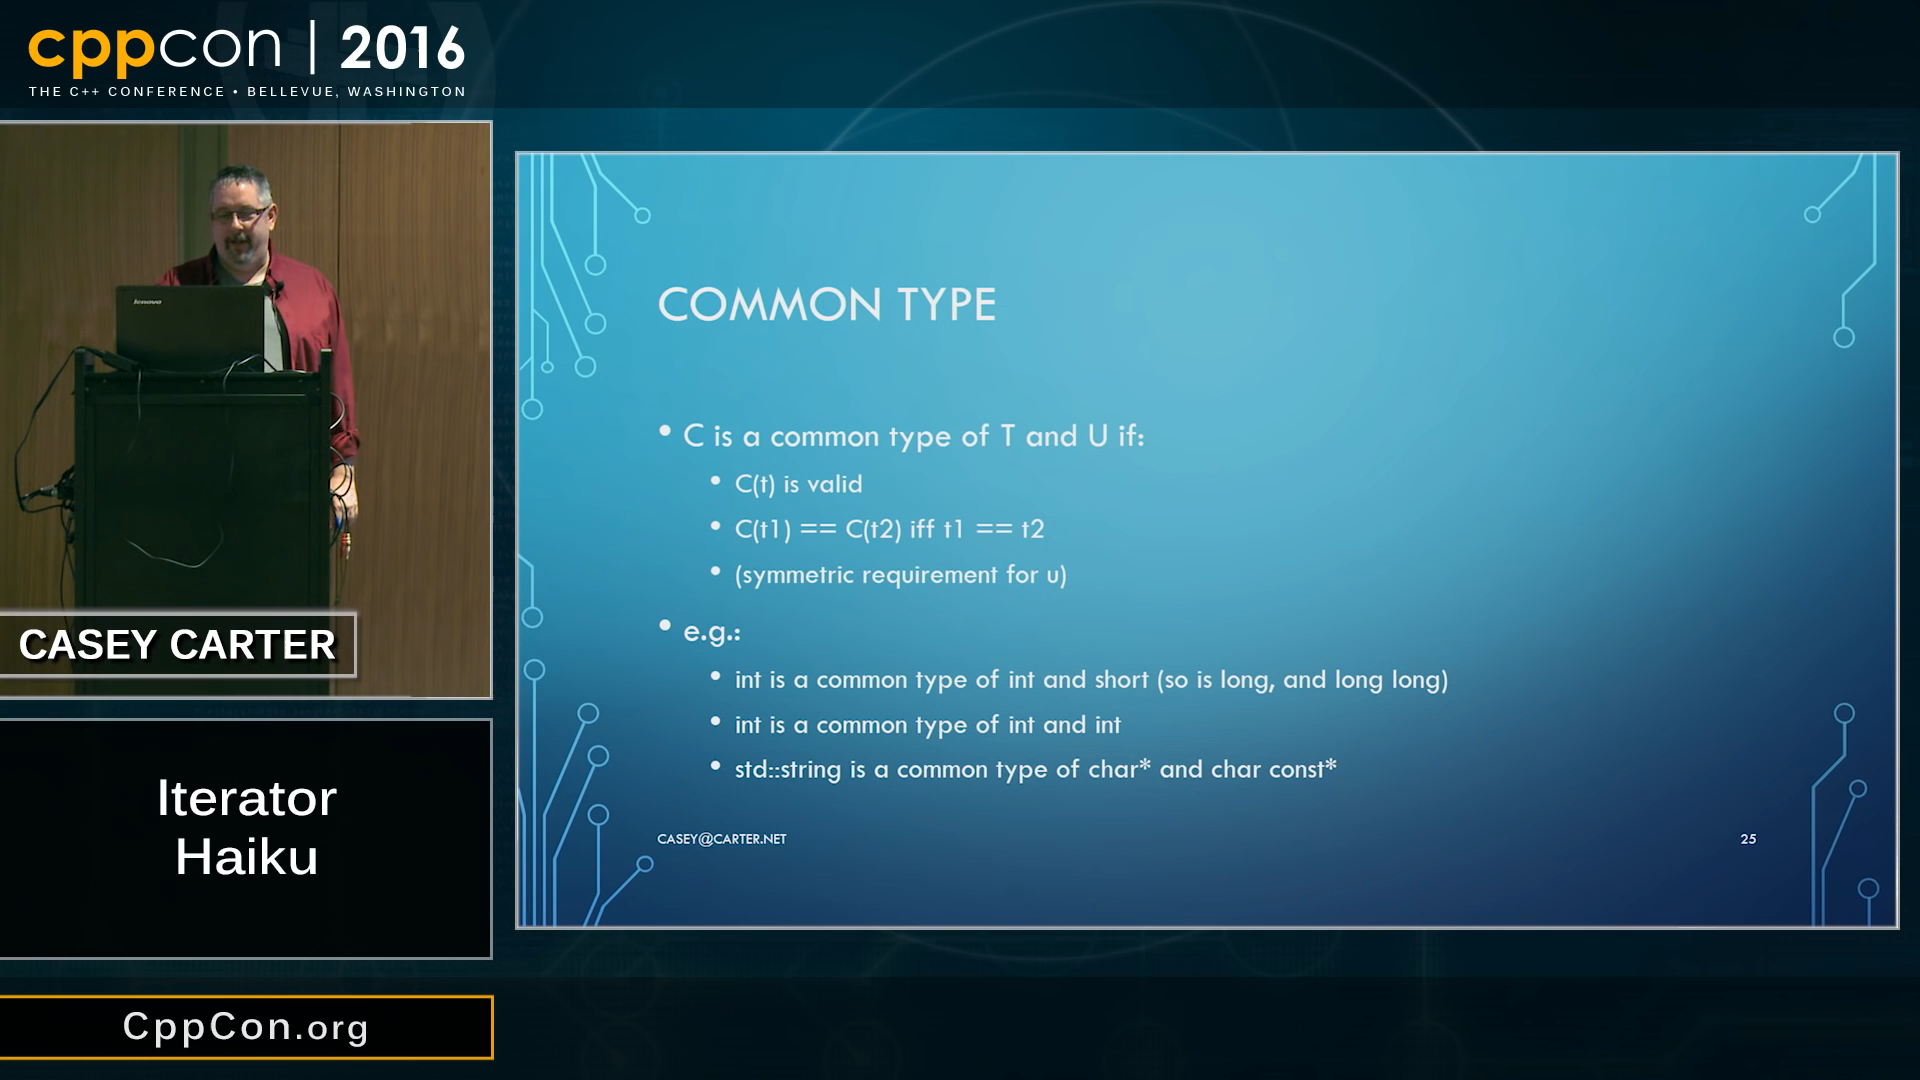 cppcon | 2016
THE C++ CONFERENCE • BELLEVUE, WASHINGTON
lenovo
CASEY CARTER
Iterator
Haiku
CppCon.org
COMMON TYPE
• C is a common type of T and U if:
• C(t) is valid
• C(t1) == C(t2) iff t1 == t2
• (symmetric requirement for u)
• e.g.:
• int is a common type of int and short (so is long, and long long)
• int is a common type of int and int
• std::string is a common type of char* and char const*
CASEY@CARTER.NET
25